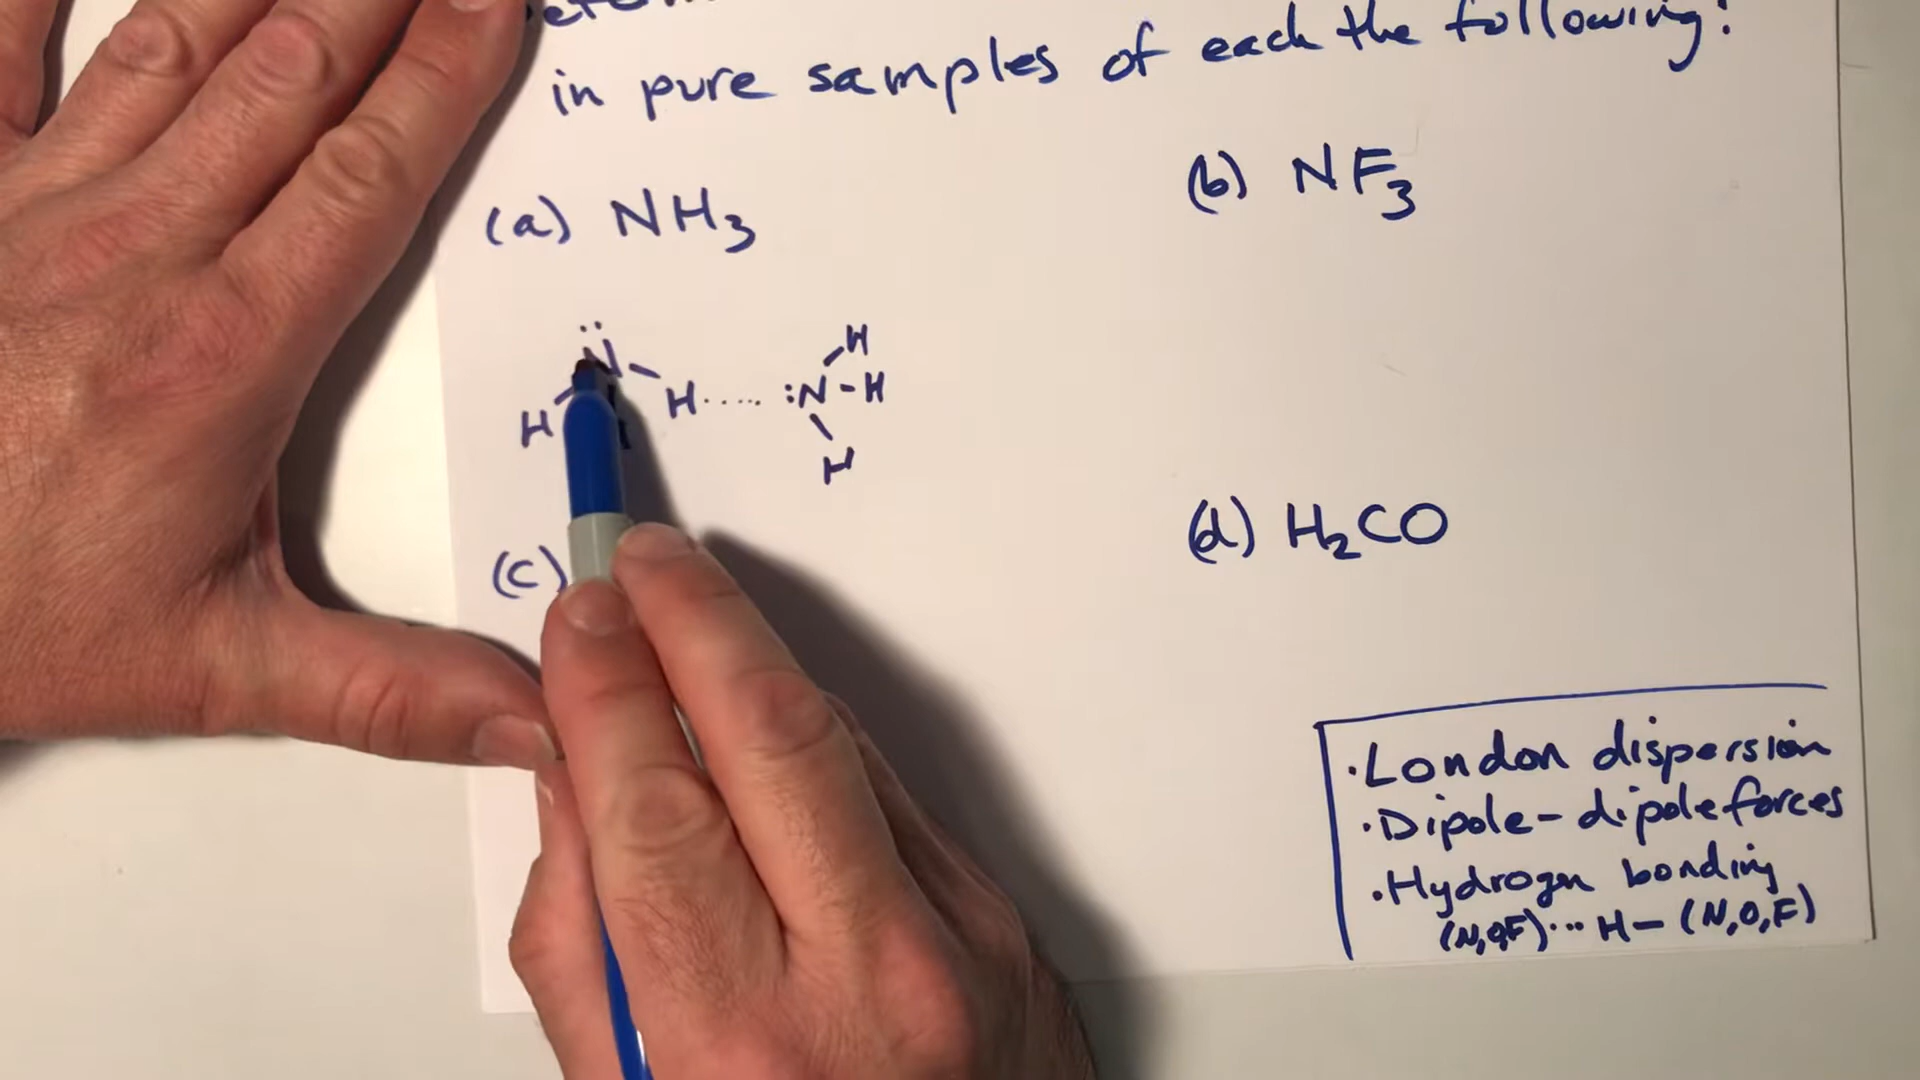 in pure samples of each the following:
(a) NH3
(b) NF3
:N-H
H
H
H.....
:N-H
H
H
(c)
(d) H2CO
·London dispersion
·Dipole-dipole forces
·Hydrogen bonding
(N,O,F)...H-(N,O,F)